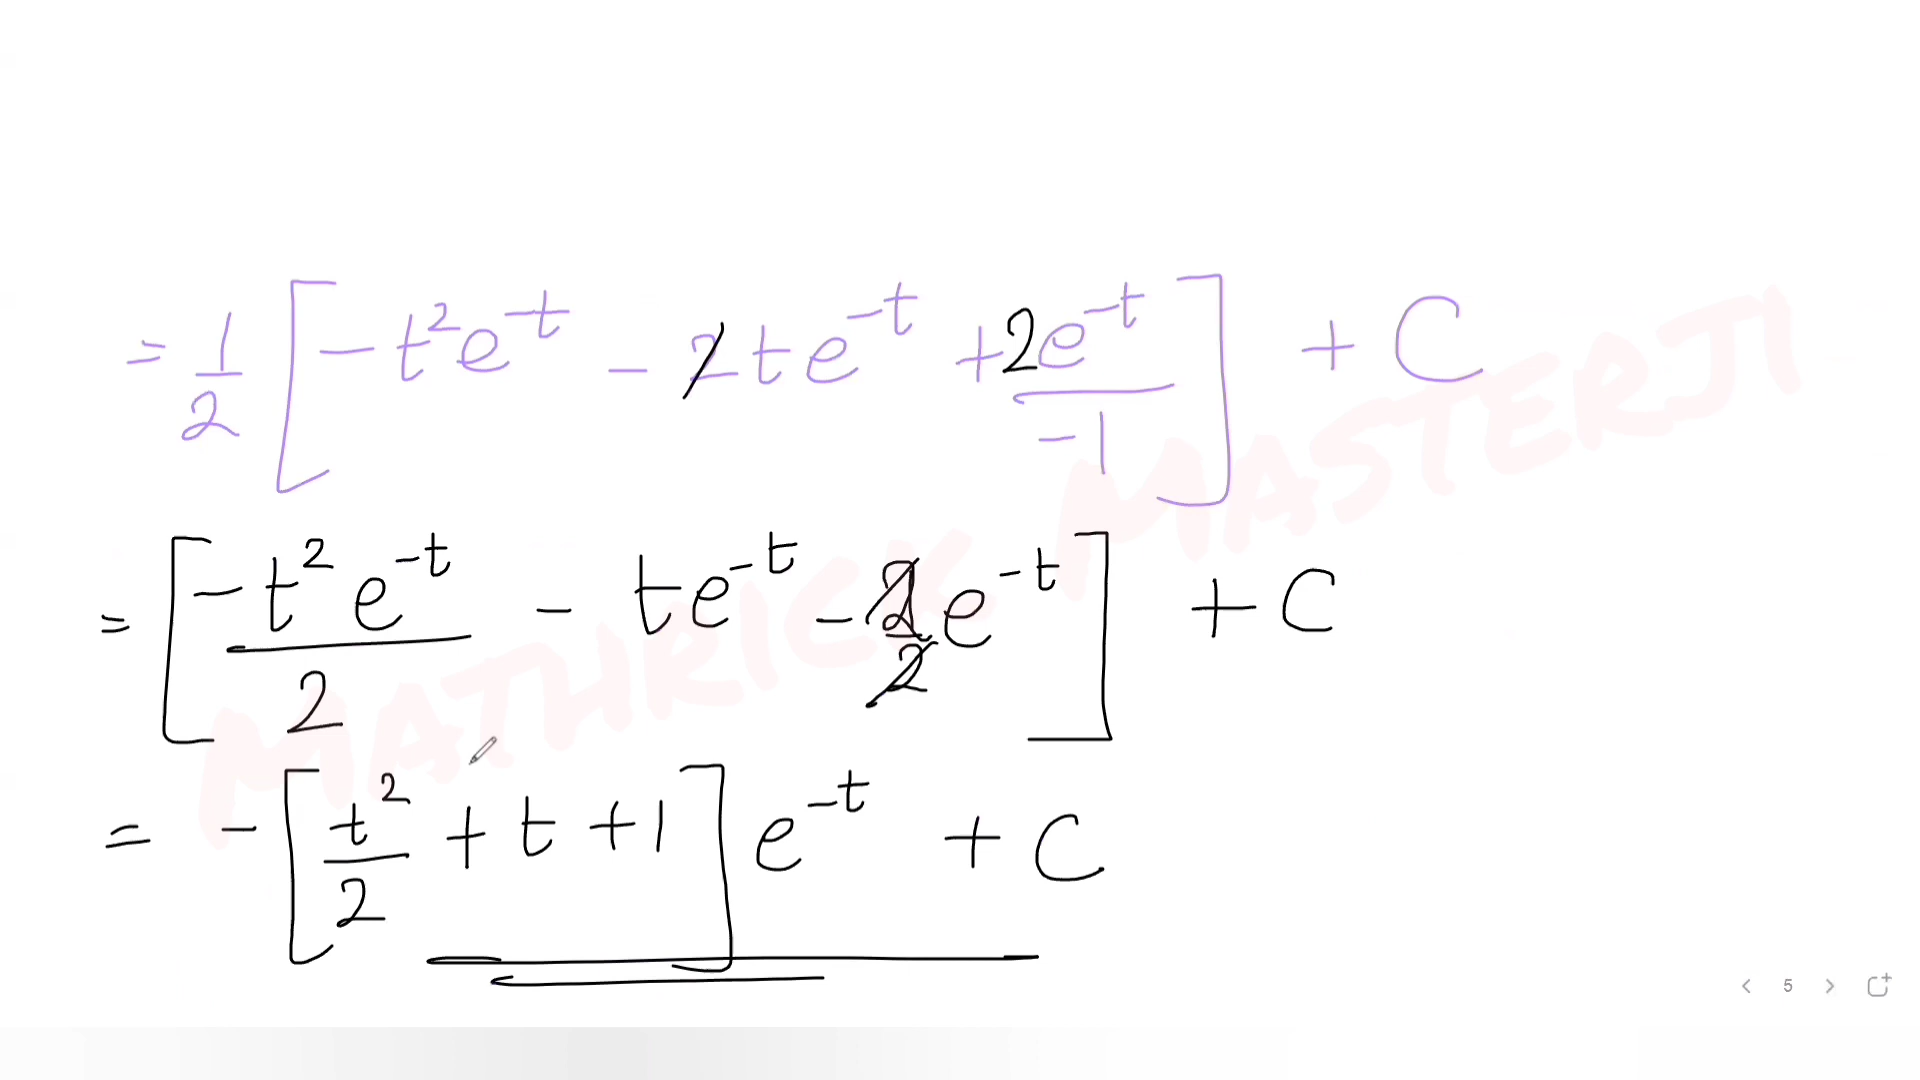 = 1/2 [ -t²e^-t - 2te^-t + 2e^-t/-1 ] + C
= [ -t²e^-t/2 - te^-t - 2/2 e^-t ] + C
= - [ t²/2 + t + 1 ] e^-t + C
MATHRICK MASTERJI
5